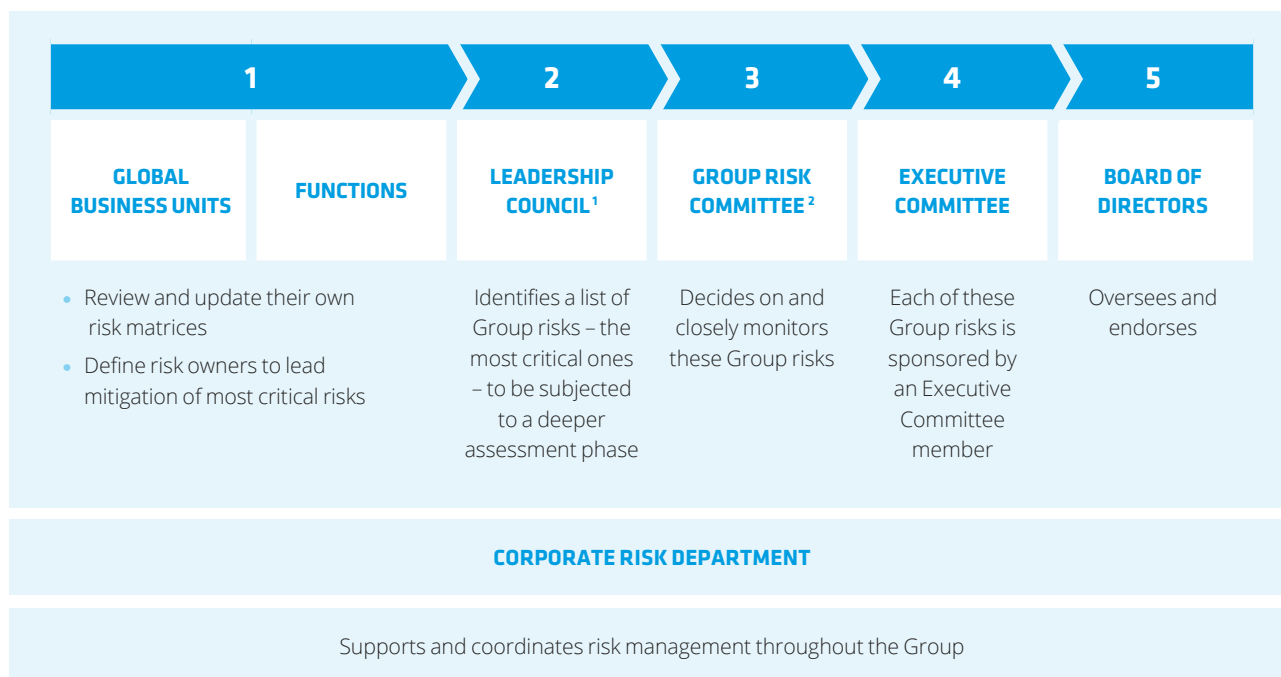 1
2
3
4
5
GLOBAL
BUSINESS UNITS
FUNCTIONS
LEADERSHIP
COUNCIL ¹
GROUP RISK
COMMITTEE ²
EXECUTIVE
COMMITTEE
BOARD OF
DIRECTORS
• Review and update their own
risk matrices
• Define risk owners to lead
mitigation of most critical risks
Identifies a list of
Group risks – the
most critical ones
– to be subjected
to a deeper
assessment phase
Decides on and
closely monitors
these Group risks
Each of these
Group risks is
sponsored by
an Executive
Committee
member
Oversees and
endorses
CORPORATE RISK DEPARTMENT
Supports and coordinates risk management throughout the Group